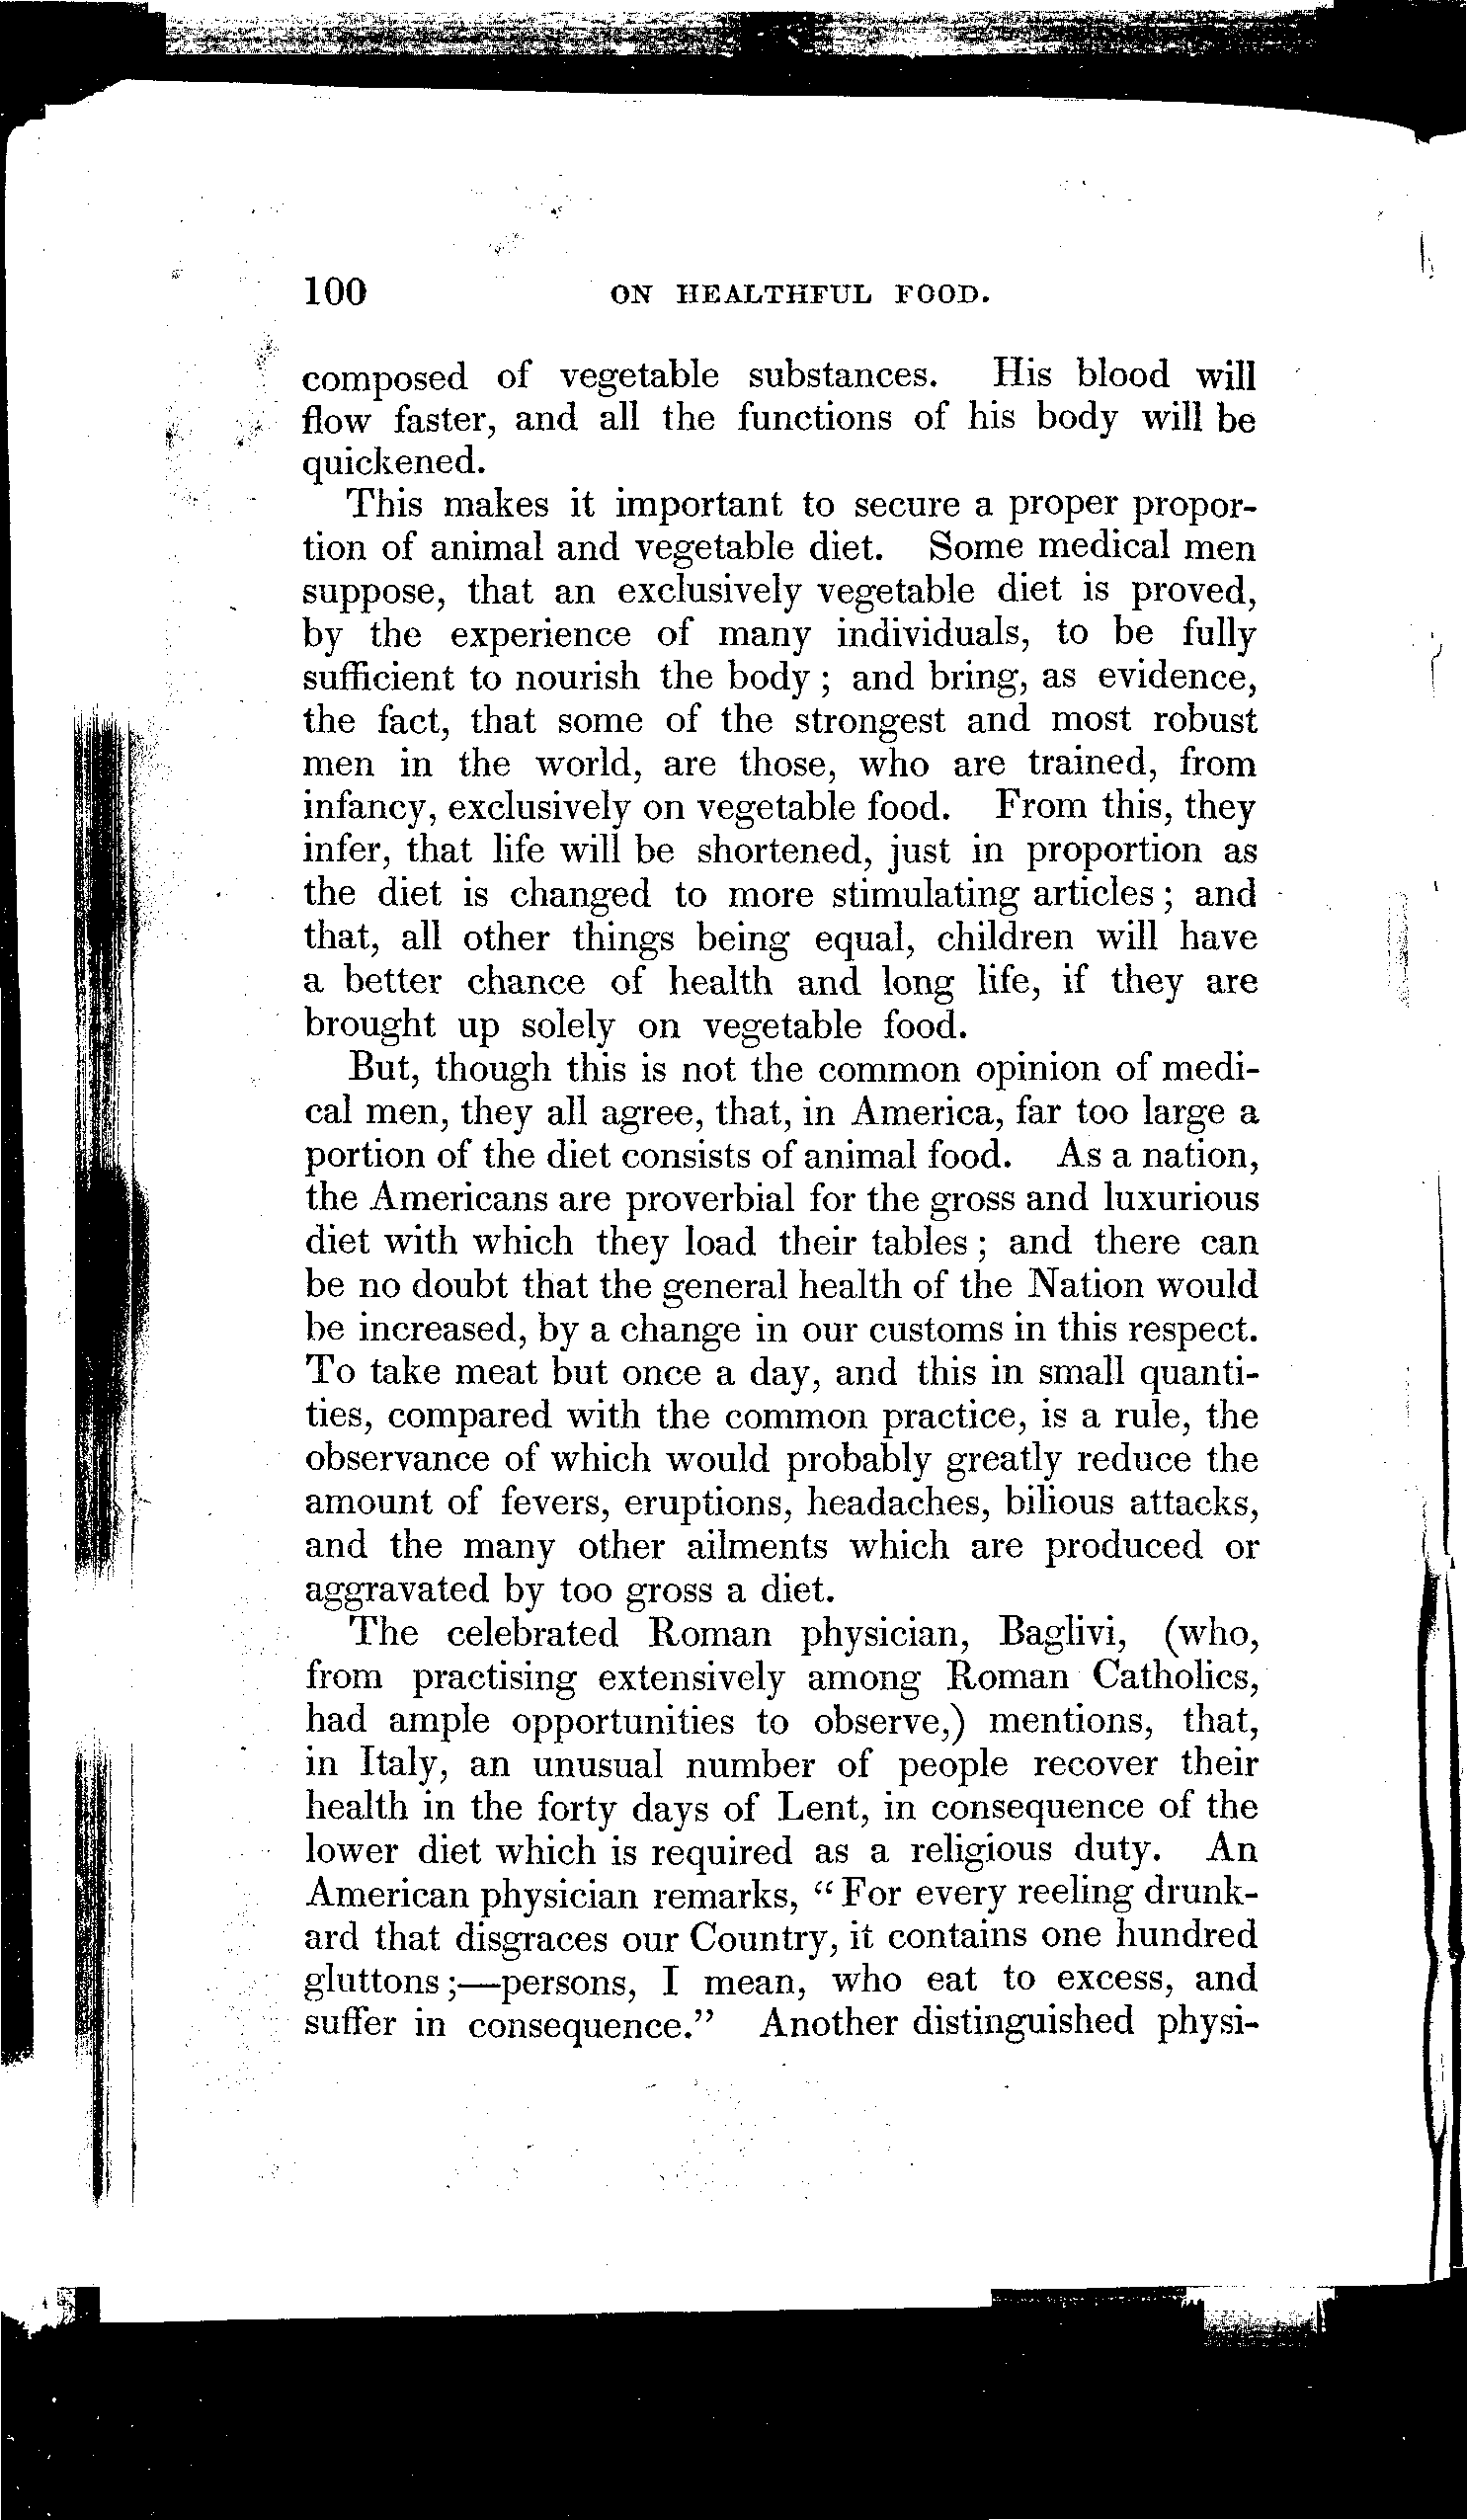 100 ON HEALTHFUL FOOD.
composed of vegetable substances. His blood will
flow faster, and all the functions of his body will be
quickened.
This makes it important to secure a proper propor-
tion of animal and vegetable diet. Some medical men
suppose, that an exclusively vegetable diet is proved,
by the experience of many individuals, to be fully
sufficient to nourish the body; and bring, as evidence,
the fact, that some of the strongest and most robust
men in the world, are those, who are trained, from
infancy, exclusively on vegetable food. From this, they
infer, that life will be shortened, just in proportion as
the diet is changed to more stimulating articles; and
that, all other things being equal, children will have
a better chance of health and long life, if they are
brought up solely on vegetable food.
But, though this is not the common opinion of medi-
cal men, they all agree, that, in America, far too large a
portion of the diet consists of animal food. As a nation,
the Americans are proverbial for the gross and luxurious
diet with which they load their tables; and there can
be no doubt that the general health of the Nation would
be increased, by a change in our customs in this respect.
To take meat but once a day, and this in small quanti-
ties, compared with the common practice, is a rule, the
observance of which would probably greatly reduce the
amount of fevers, eruptions, headaches, bilious attacks,
and the many other ailments which are produced or
aggravated by too gross a diet.
The celebrated Roman physician, Baglivi, (who,
from practising extensively among Roman Catholics,
had ample opportunities to observe,) mentions, that,
in Italy, an unusual number of people recover their
health in the forty days of Lent, in consequence of the
lower diet which is required as a religious duty. An
American physician remarks, “For every reeling drunk-
ard that disgraces our Country, it contains one hundred
gluttons;—persons, I mean, who eat to excess, and
suffer in consequence.” Another distinguished physi-